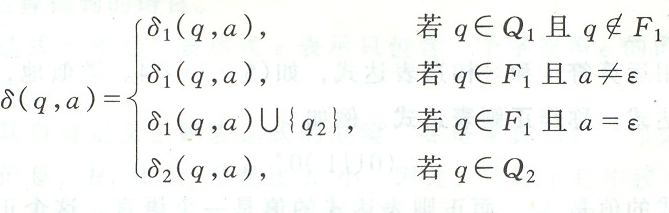 δ(q,a)=
δ₁(q,a), 若 q∈Q₁ 且 q∉F₁
δ₁(q,a), 若 q∈F₁ 且 a≠ε
δ₁(q,a)∪{q₂}, 若 q∈F₁ 且 a=ε
δ₂(q,a), 若 q∈Q₂